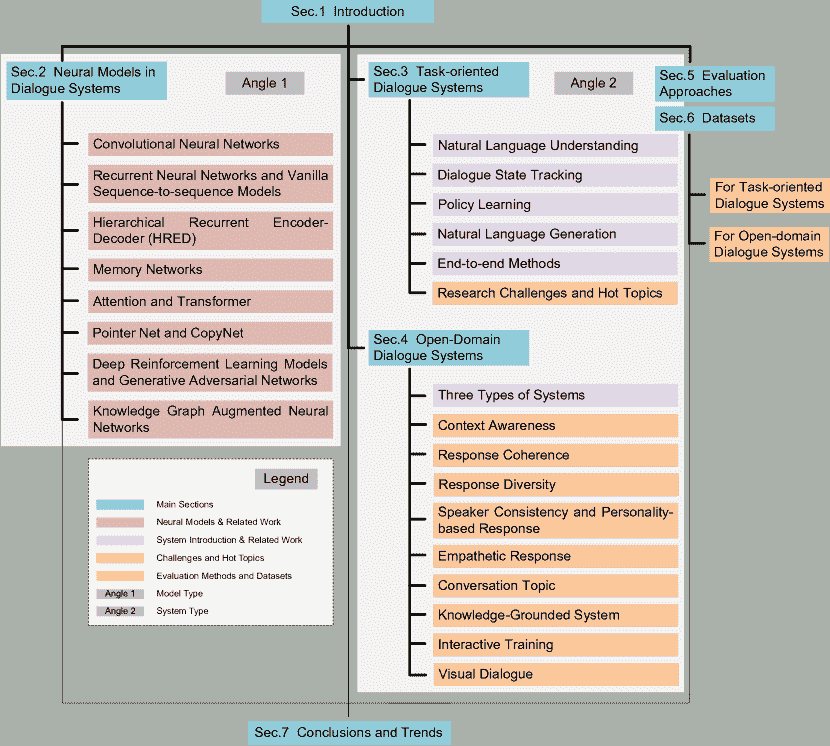 Sec.1 Introduction
Sec.2 Neural Models in
Dialogue Systems
Angle 1
Convolutional Neural Networks
Recurrent Neural Networks and Vanilla
Sequence-to-sequence Models
Hierarchical Recurrent Encoder-
Decoder (HRED)
Memory Networks
Attention and Transformer
Pointer Net and CopyNet
Deep Reinforcement Learning Models
and Generative Adversarial Networks
Knowledge Graph Augmented Neural
Networks
Sec.3 Task-oriented
Dialogue Systems
Angle 2
Natural Language Understanding
Dialogue State Tracking
Policy Learning
Natural Language Generation
End-to-end Methods
Research Challenges and Hot Topics
Sec.4 Open-Domain
Dialogue Systems
Three Types of Systems
Context Awareness
Response Coherence
Response Diversity
Speaker Consistency and Personality-
based Response
Empathetic Response
Conversation Topic
Knowledge-Grounded System
Interactive Training
Visual Dialogue
Sec.5 Evaluation
Approaches
Sec.6 Datasets
For Task-oriented
Dialogue Systems
For Open-domain
Dialogue Systems
Legend
Main Sections
Neural Models & Related Work
System Introduction & Related Work
Challenges and Hot Topics
Evaluation Methods and Datasets
Angle 1 Model Type
Angle 2 System Type
Sec.7 Conclusions and Trends